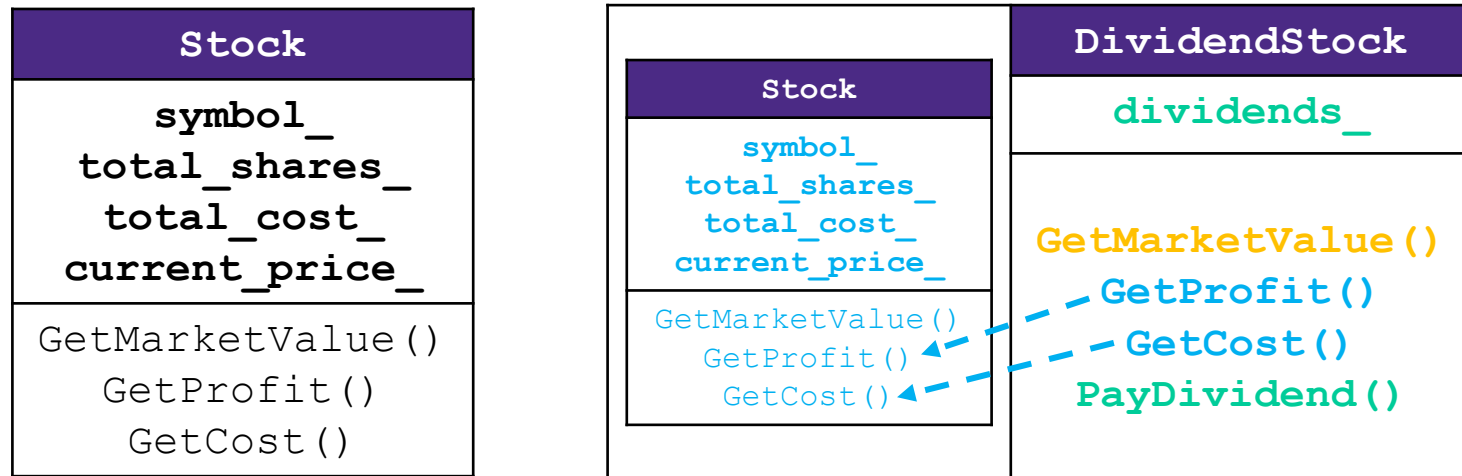 Stock
symbol_
total_shares_
total_cost_
current_price_
GetMarketValue()
GetProfit()
GetCost()
Stock
symbol_
total_shares_
total_cost_
current_price_
GetMarketValue()
GetProfit()
GetCost()
DividendStock
dividends_
GetMarketValue()
GetProfit()
GetCost()
PayDividend()